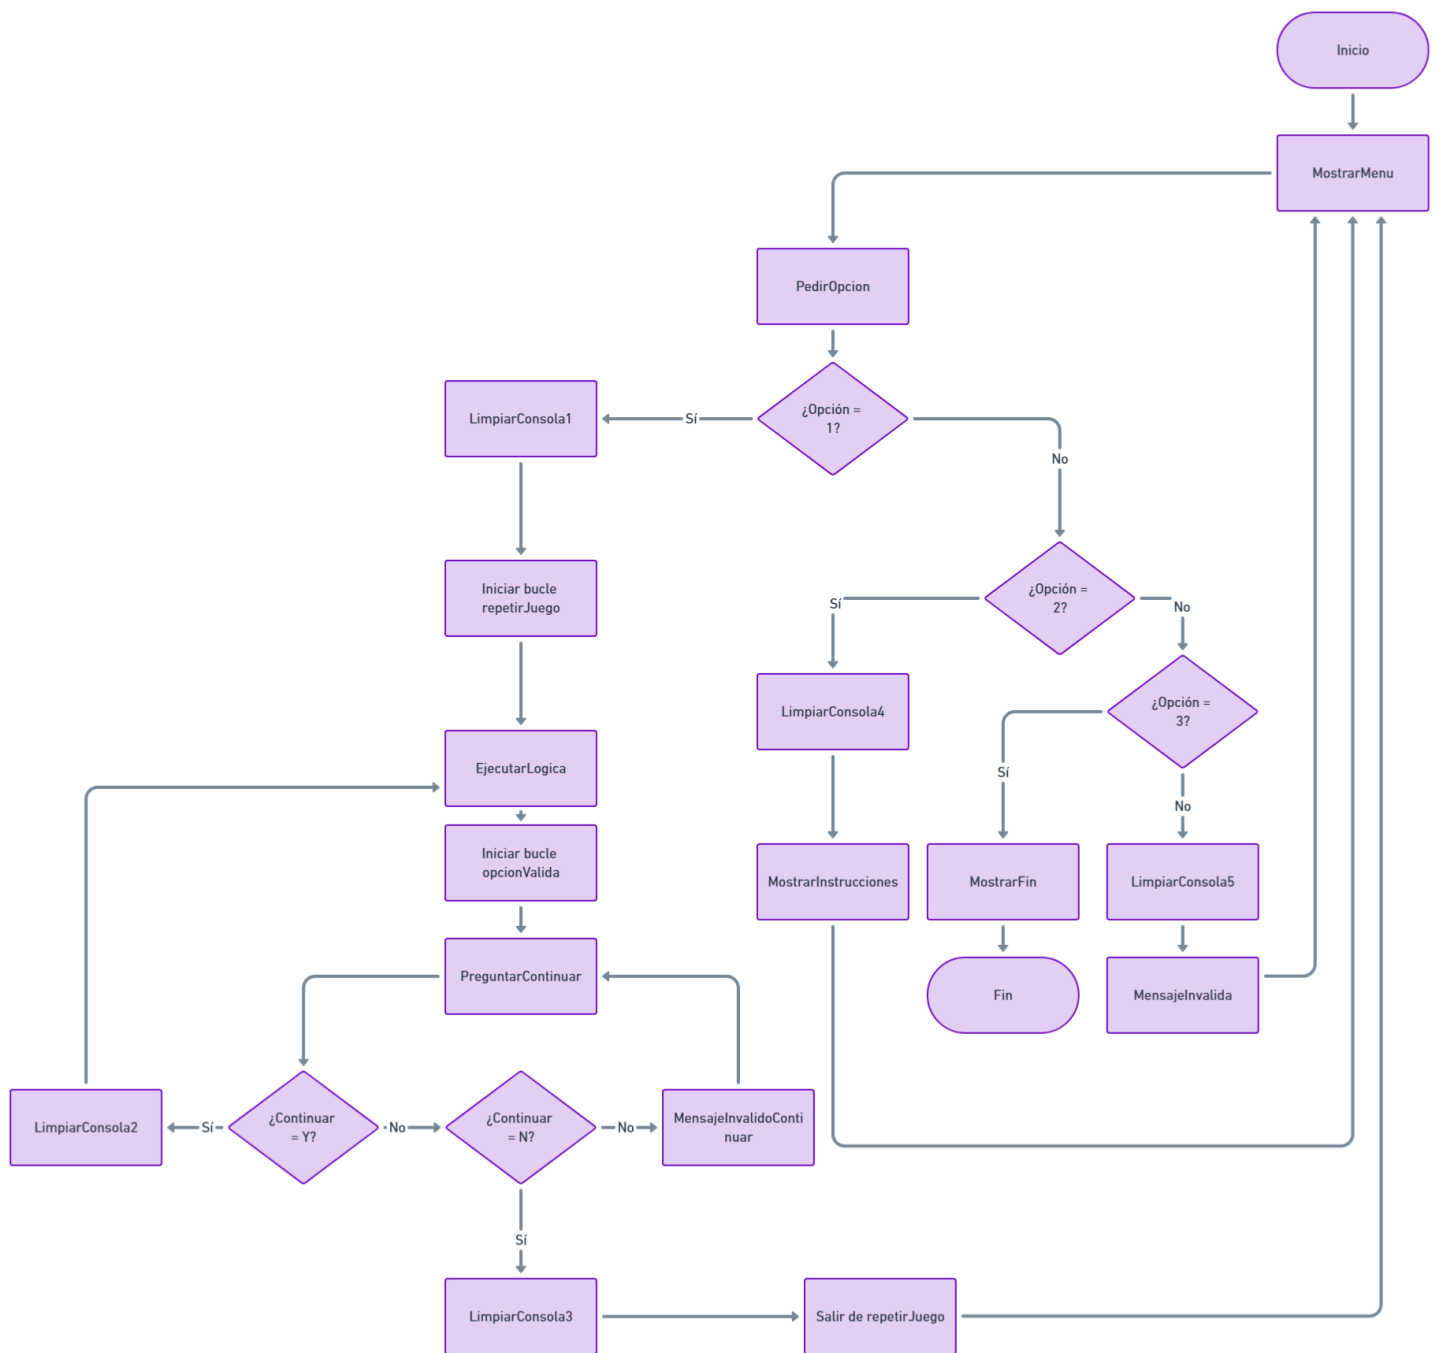 Inicio
MostrarMenu
PedirOpcion
¿Opción =
1?
Sí
LimpiarConsola1
No
Iniciar bucle
repetirJuego
¿Opción =
2?
Sí
No
LimpiarConsola4
¿Opción =
3?
Sí
No
EjecutarLogica
Iniciar bucle
opcionValida
MostrarInstrucciones
MostrarFin
LimpiarConsola5
PreguntarContinuar
Fin
MensajeInvalida
LimpiarConsola2
Sí
¿Continuar
= Y?
No
¿Continuar
= N?
No
MensajeInvalidoConti
nuar
Sí
LimpiarConsola3
Salir de repetirJuego